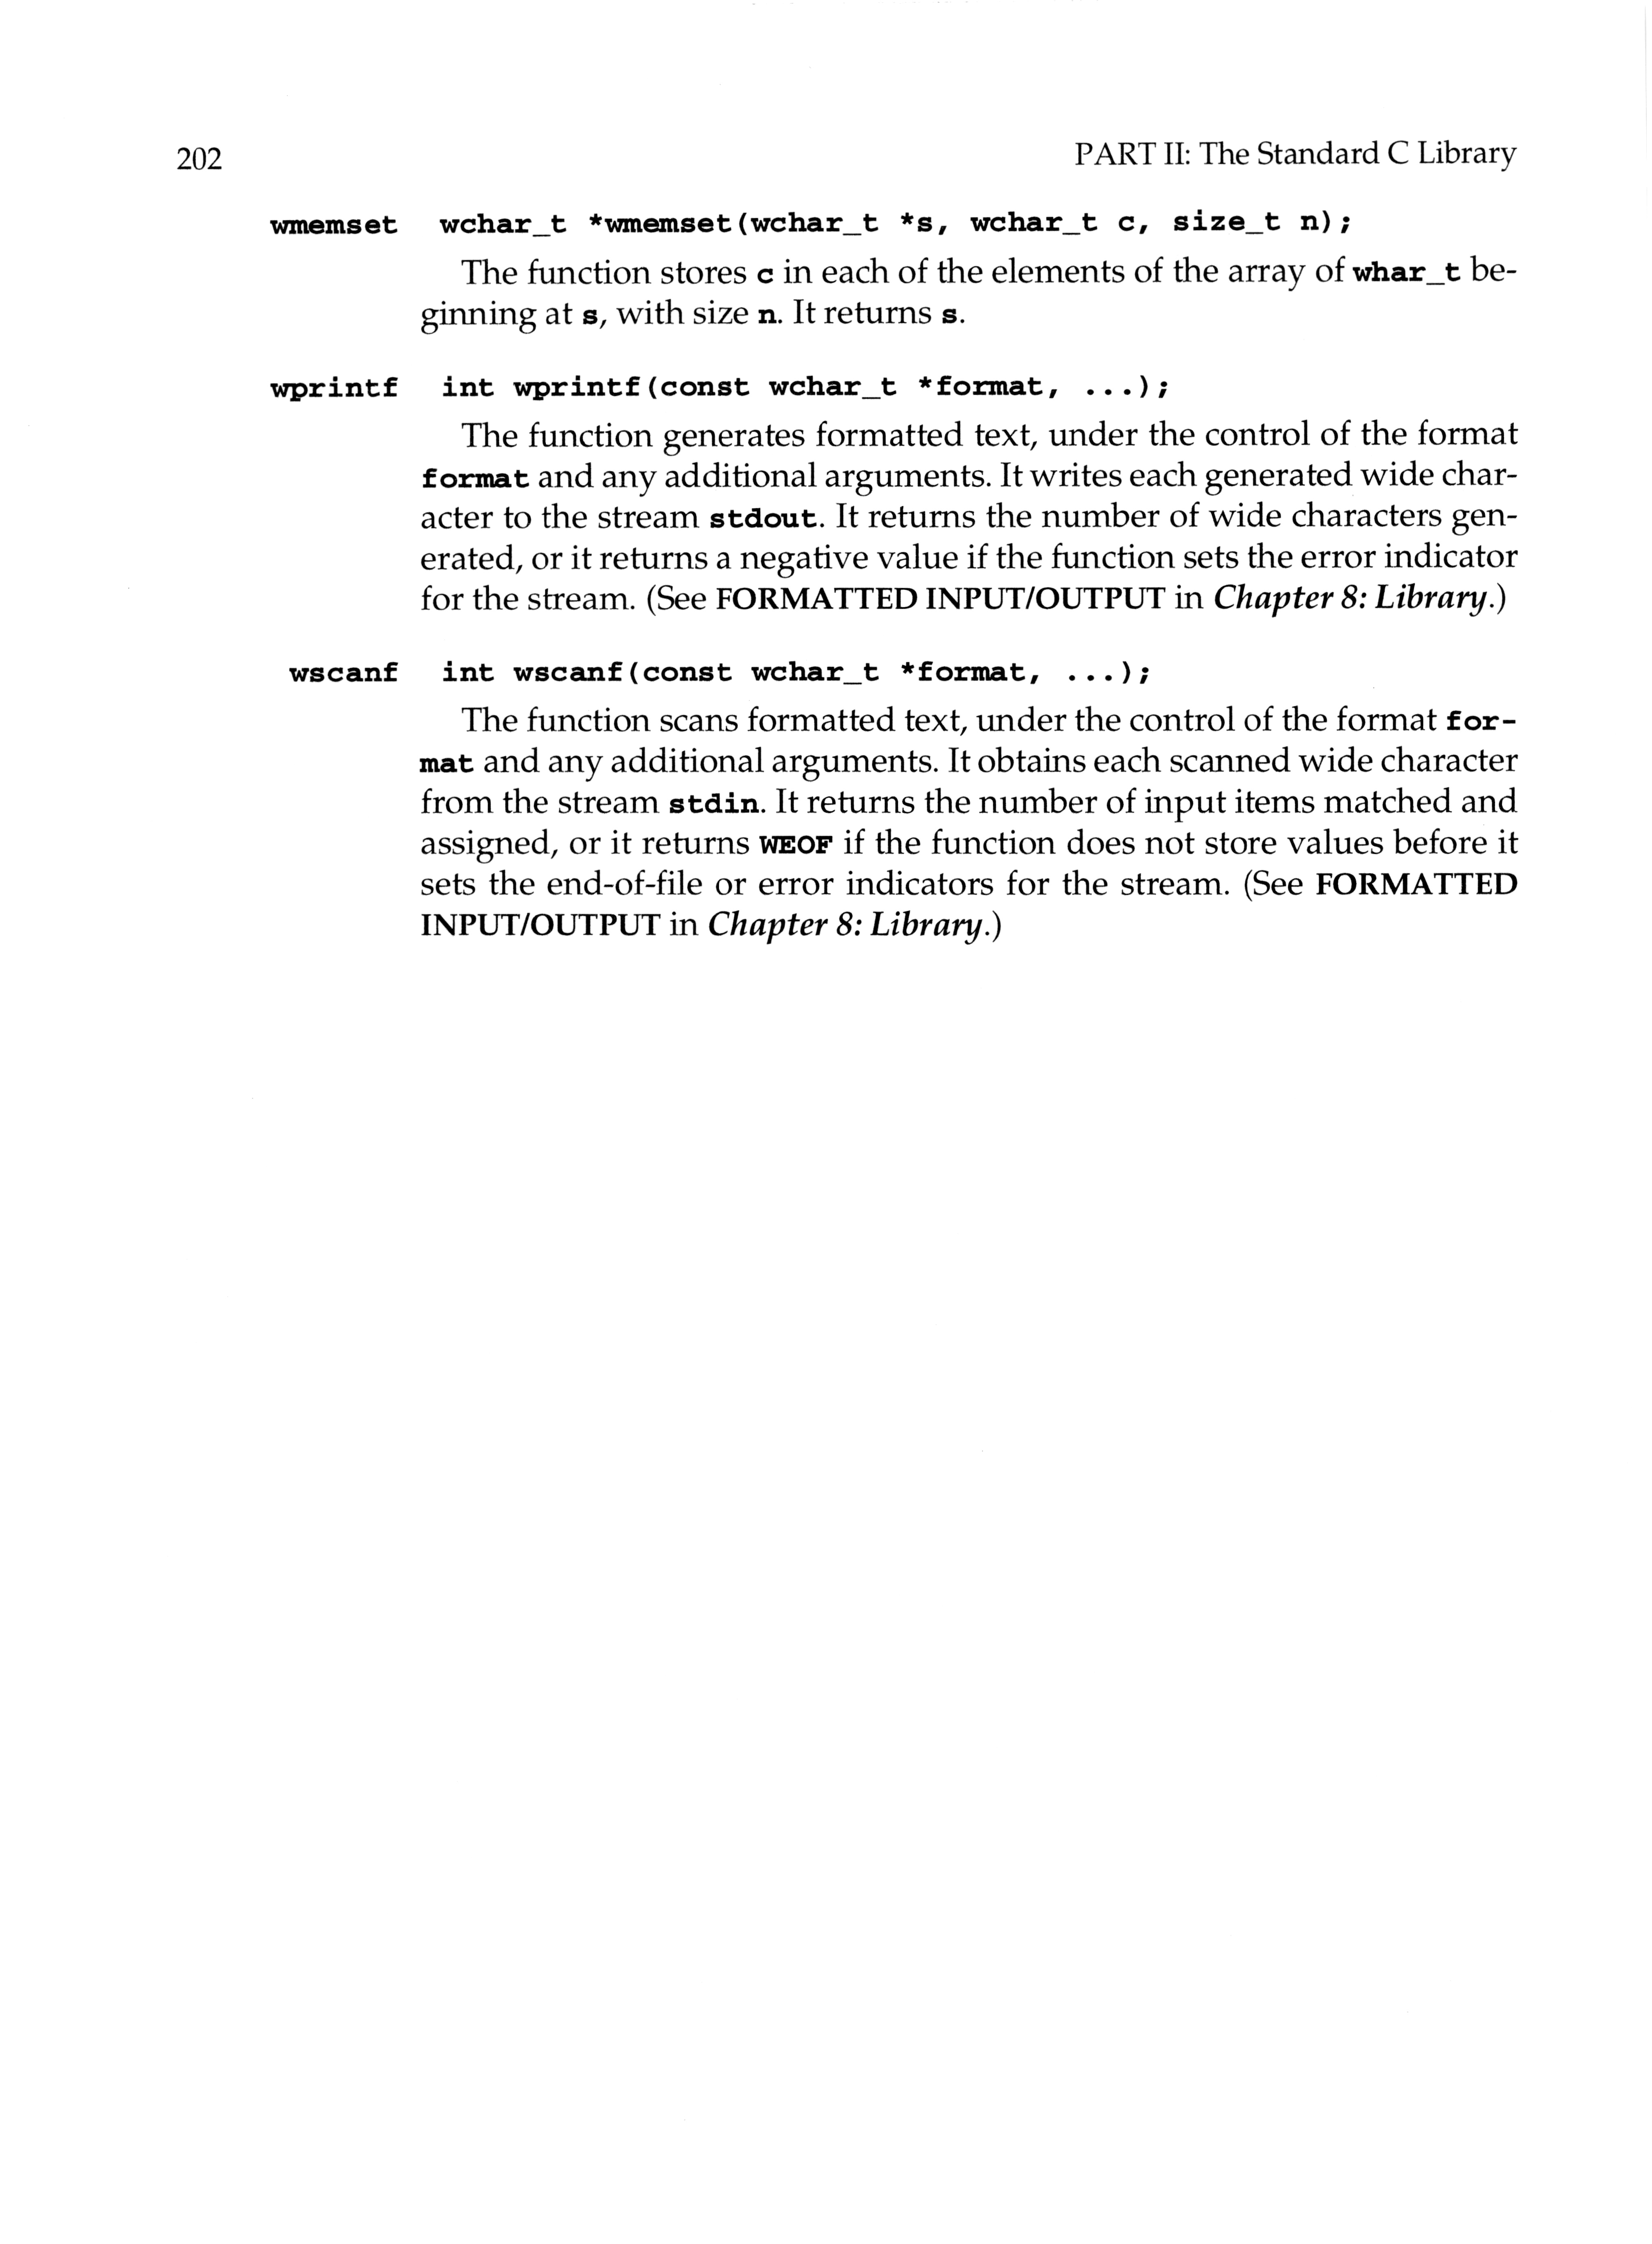 202 PART II: The Standard C Library
wmemset wchar_t *wmemset(wchar_t *s, wchar_t c, size_t n);
The function stores c in each of the elements of the array of whar_t be-
ginning at s, with size n. It returns s.
wprintf int wprintf(const wchar_t *format, ...);
The function generates formatted text, under the control of the format
format and any additional arguments. It writes each generated wide char-
acter to the stream stdout. It returns the number of wide characters gen-
erated, or it returns a negative value if the function sets the error indicator
for the stream. (See FORMATTED INPUT/OUTPUT in Chapter 8: Library.)
wscanf int wscanf(const wchar_t *format, ...);
The function scans formatted text, under the control of the format for-
mat and any additional arguments. It obtains each scanned wide character
from the stream stdin. It returns the number of input items matched and
assigned, or it returns WEOF if the function does not store values before it
sets the end-of-file or error indicators for the stream. (See FORMATTED
INPUT/OUTPUT in Chapter 8: Library.)